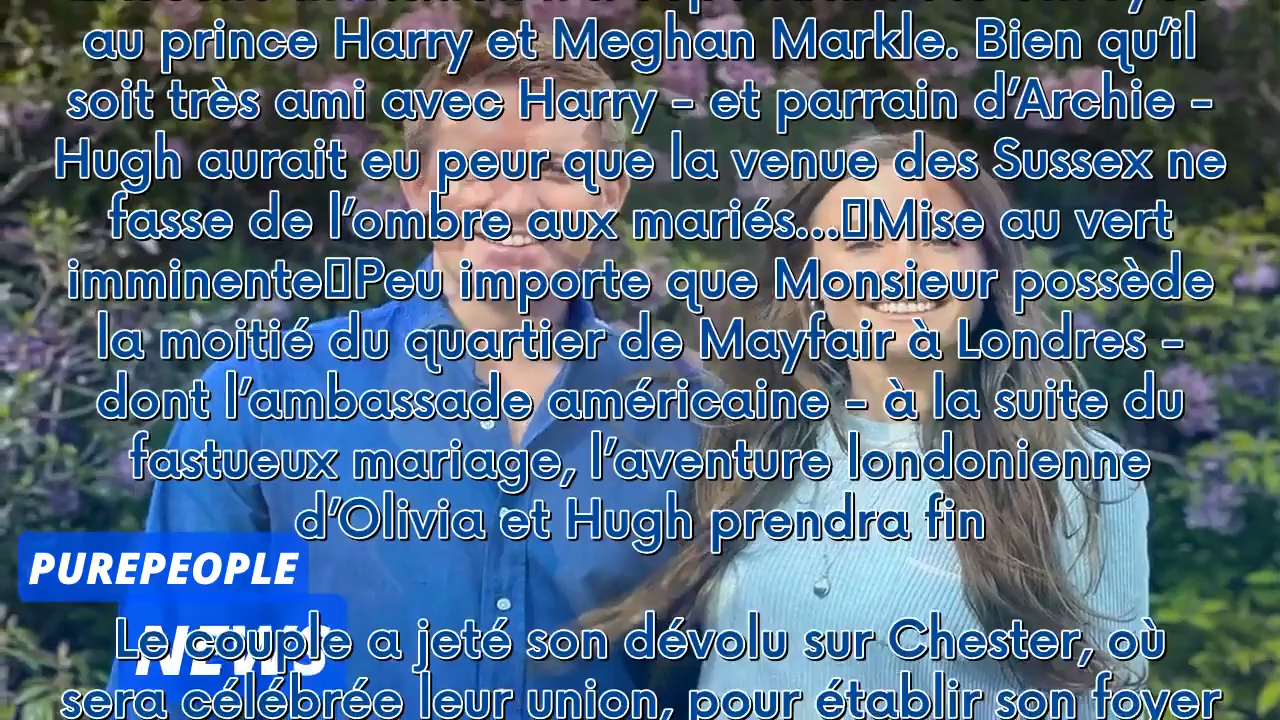 au prince Harry et Meghan Markle. Bien qu’il
soit très ami avec Harry – et parrain d’Archie –
Hugh aurait eu peur que la venue des Sussex ne
fasse de l’ombre aux mariés...▯Mise au vert
imminente▯Peu importe que Monsieur possède
la moitié du quartier de Mayfair à Londres –
dont l’ambassade américaine – à la suite du
fastueux mariage, l’aventure londonienne
d’Olivia et Hugh prendra fin
PUREPEOPLE
NEWS
Le couple a jeté son dévolu sur Chester, où
sera célébrée leur union, pour établir son foyer